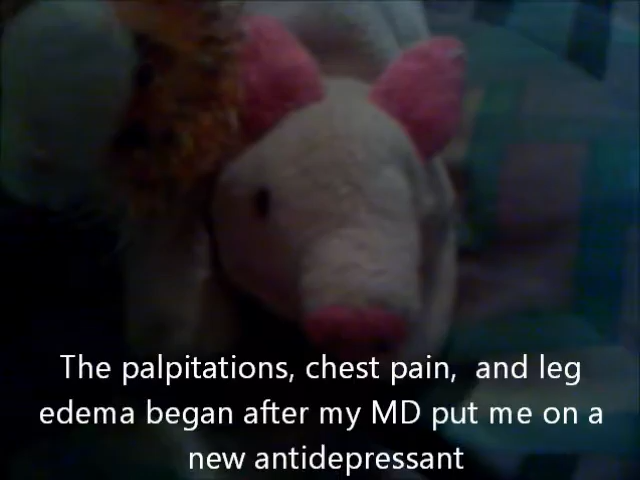 The palpitations, chest pain,  and leg
edema began after my MD put me on a
new antidepressant